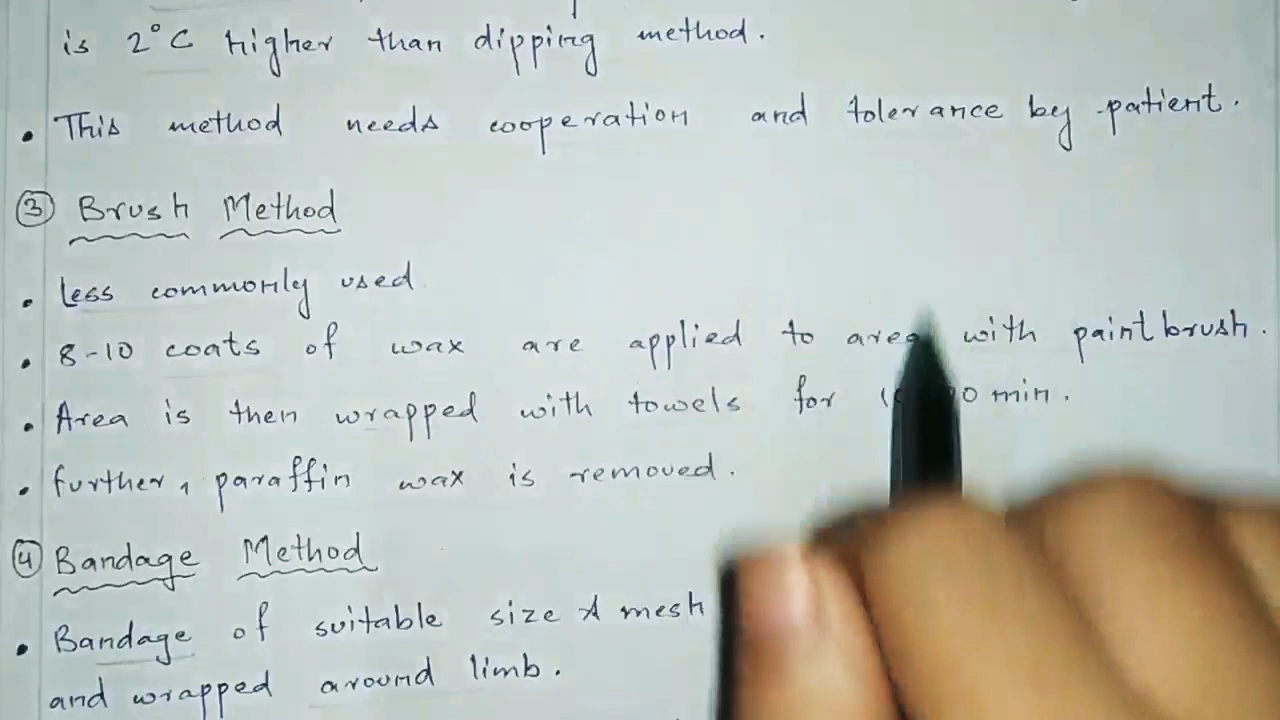 is 2°C higher than dipping method.
• This method needs cooperation and tolerance by patient.
③ Brush Method
• Less commonly used
• 8-10 coats of wax are applied to area with paintbrush.
• Area is then wrapped with towels for min.
• further, paraffin wax is removed.
④ Bandage Method
• Bandage of suitable size & mesh
and wrapped around limb.